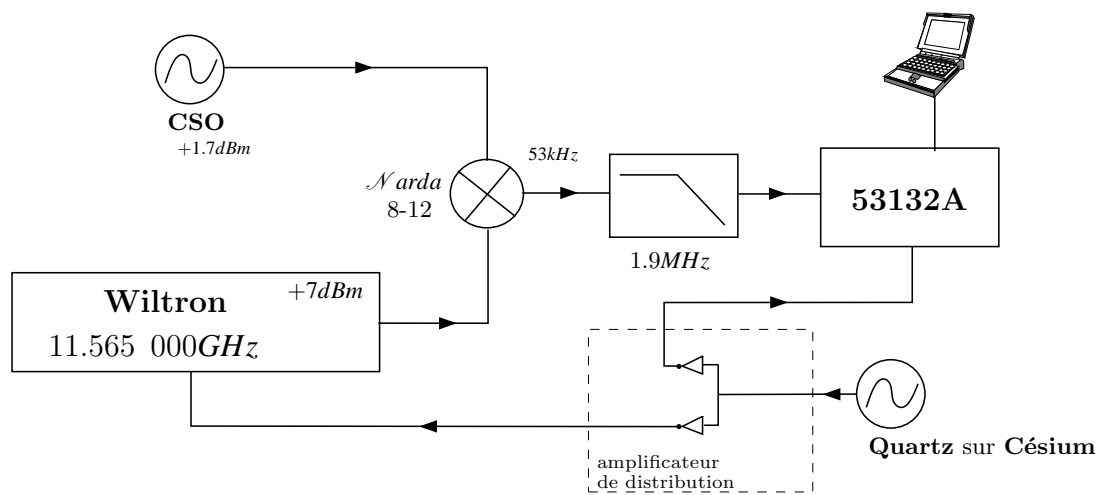 CSO
+1.7dBm
53kHz
Narda
8-12
53132A
1.9MHz
+7dBm
Wiltron
11.565 000GHz
Quartz sur Césium
amplificateur
de distribution